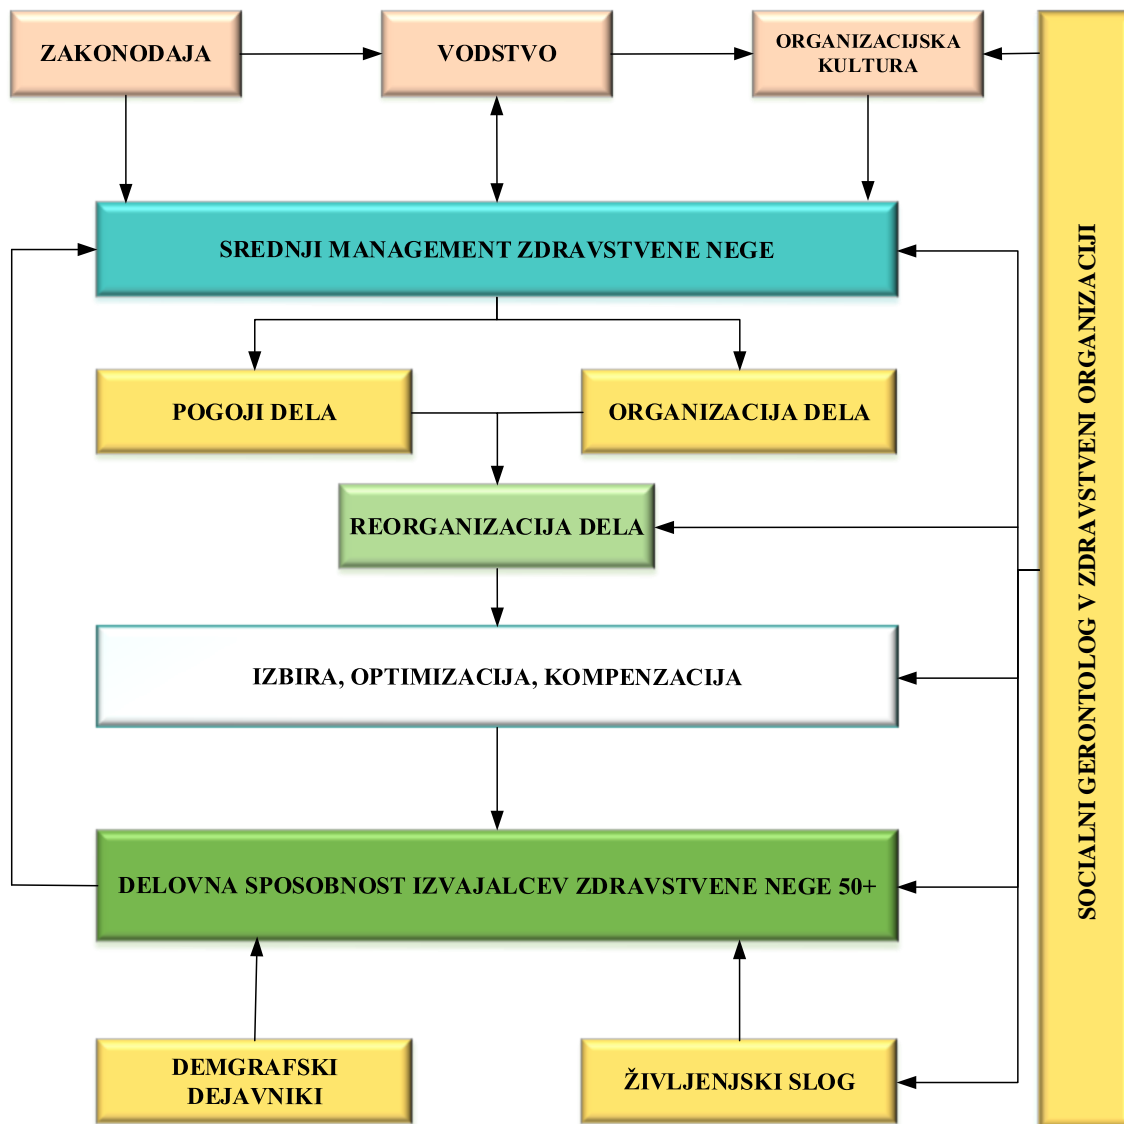 ZAKONODAJA
VODSTVO
ORGANIZACIJSKA
KULTURA
SREDNJI MANAGEMENT ZDRAVSTVENE NEGE
POGOJI DELA
ORGANIZACIJA DELA
REORGANIZACIJA DELA
IZBIRA, OPTIMIZACIJA, KOMPENZACIJA
DELOVNA SPOSOBNOST IZVAJALCEV ZDRAVSTVENE NEGE 50+
DEMGRAFSKI
DEJAVNIKI
ŽIVLJENJSKI SLOG
SOCIALNI GERONTOLOG V ZDRAVSTVENI ORGANIZACIJI